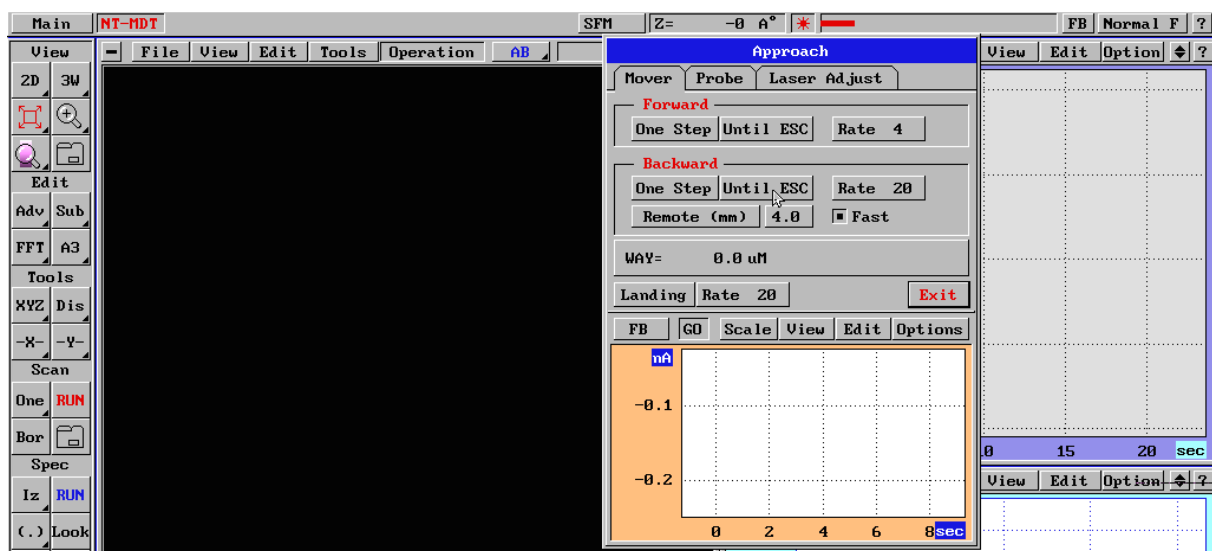 Main NT-MDT SFM Z= -0 A° FB Normal F ?
View
2D 3W
Edit
Adv Sub
FFT A3
Tools
XYZ Dis
-X- -Y-
Scan
One RUN
Bor
Spec
Iz RUN
(.) Look
File View Edit Tools Operation AB
Approach
Mover Probe Laser Adjust
Forward
One Step Until ESC Rate 4
Backward
One Step Until ESC Rate 20
Remote (mm) 4.0 Fast
WAY= 0.0 uM
Landing Rate 20 Exit
FB GO Scale View Edit Options
nA
-0.1
-0.2
0 2 4 6 8 sec
View Edit Option ?
15 20 sec
View Edit Option ?